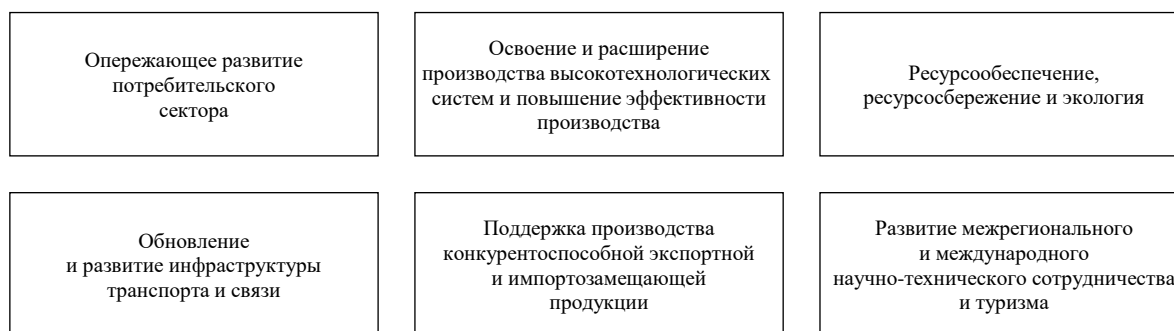 Опережающее развитие
потребительского
сектора
Освоение и расширение
производства высокотехнологических
систем и повышение эффективности
производства
Ресурсообеспечение,
ресурсосбережение и экология
Обновление
и развитие инфраструктуры
транспорта и связи
Поддержка производства
конкурентоспособной экспортной
и импортозамещающей
продукции
Развитие межрегионального
и международного
научно-технического сотрудничества
и туризма